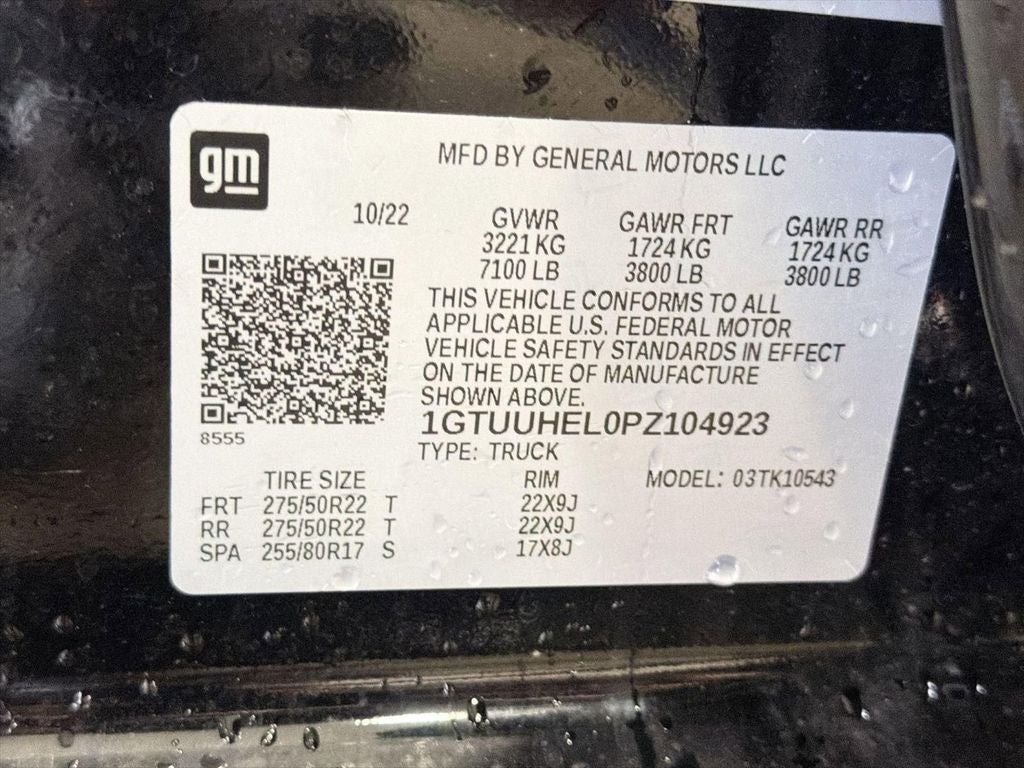 gm
MFD BY GENERAL MOTORS LLC
10/22 GVWR GAWR FRT GAWR RR
3221 KG 1724 KG 1724 KG
7100 LB 3800 LB 3800 LB
THIS VEHICLE CONFORMS TO ALL
APPLICABLE U.S. FEDERAL MOTOR
VEHICLE SAFETY STANDARDS IN EFFECT
ON THE DATE OF MANUFACTURE
SHOWN ABOVE.
1GTUUHEL0PZ104923
8555
TYPE: TRUCK
TIRE SIZE RIM MODEL: 03TK10543
FRT 275/50R22 T 22X9J
RR 275/50R22 T 22X9J
SPA 255/80R17 S 17X8J